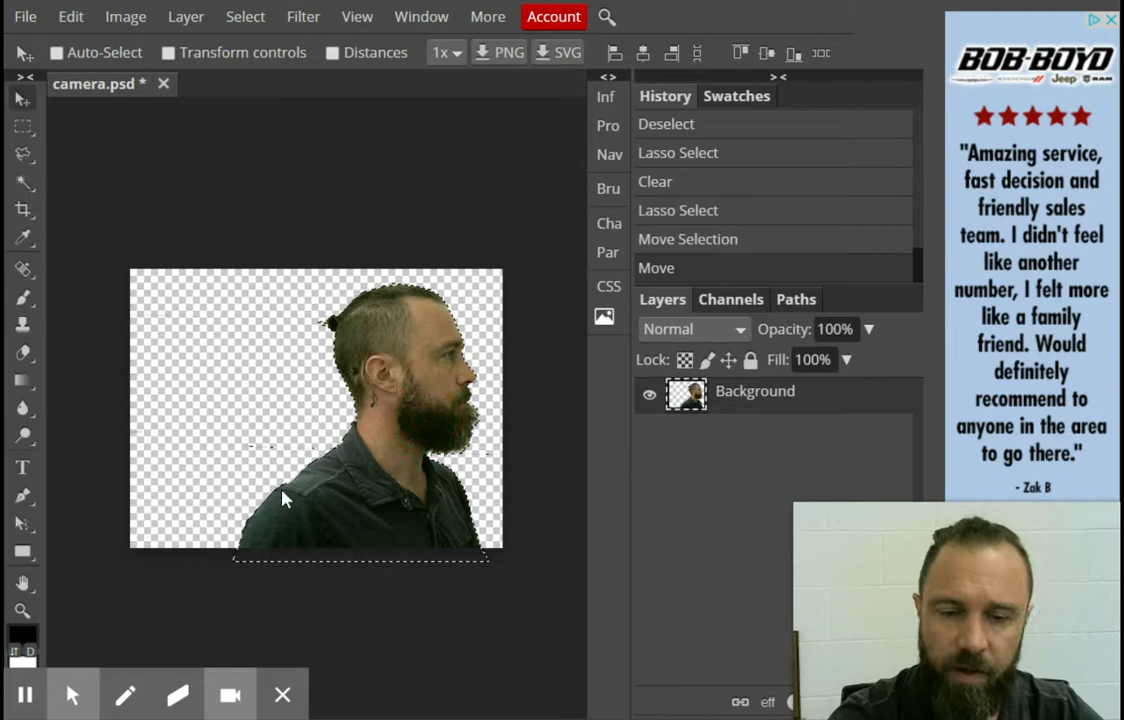 File Edit Image Layer Select Filter View Window More Account
Auto-Select Transform controls Distances 1x PNG SVG
camera.psd *
Inf
Pro
Nav
Bru
Cha
Par
CSS
History Swatches
Deselect
Lasso Select
Clear
Lasso Select
Move Selection
Move
Layers Channels Paths
Normal Opacity: 100%
Lock: Fill: 100%
Background
eff
T
D
BOB-BOYD
Jeep RAM
"Amazing service,
fast decision and
friendly sales
team. I didn't feel
like another
number, I felt more
like a family
friend. Would
definitely
recommend to
anyone in the area
to go there."
- Zak B